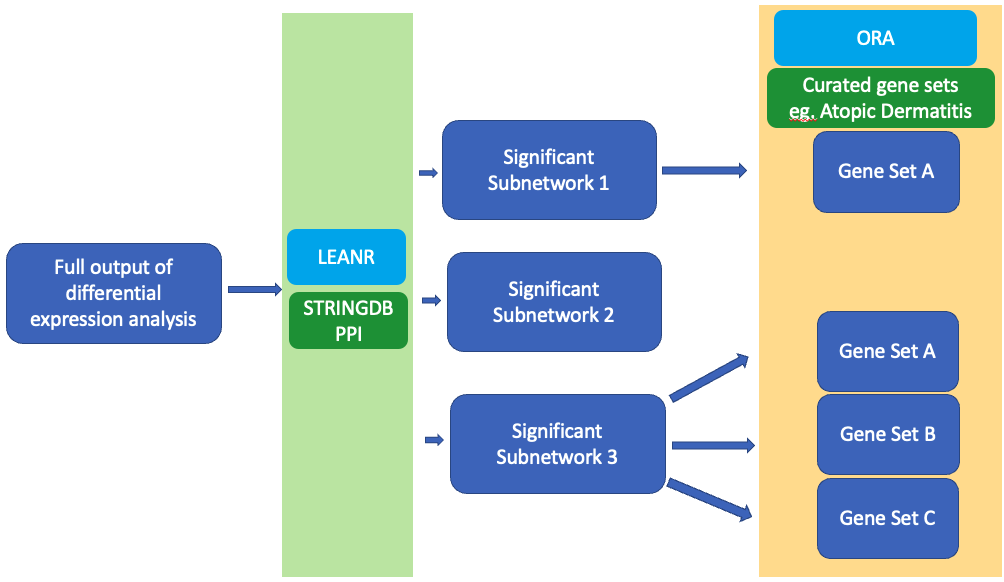 Full output of
differential
expression analysis
LEANR
STRINGDB
PPI
Significant
Subnetwork 1
Significant
Subnetwork 2
Significant
Subnetwork 3
ORA
Curated gene sets
eg. Atopic Dermatitis
Gene Set A
Gene Set A
Gene Set B
Gene Set C